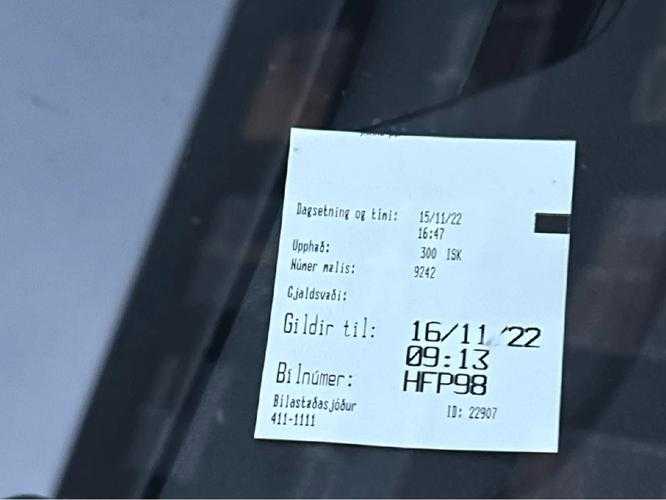 Dagsetning og tími: 15/11/22
16:47
Upphæð: 300 ISK
Númer mælis: 9242
Gjaldsvæði:
Gildir til: 16/11/22
09:13
Bílnúmer: HFP98
Bílastæðasjóður ID: 22907
411-1111